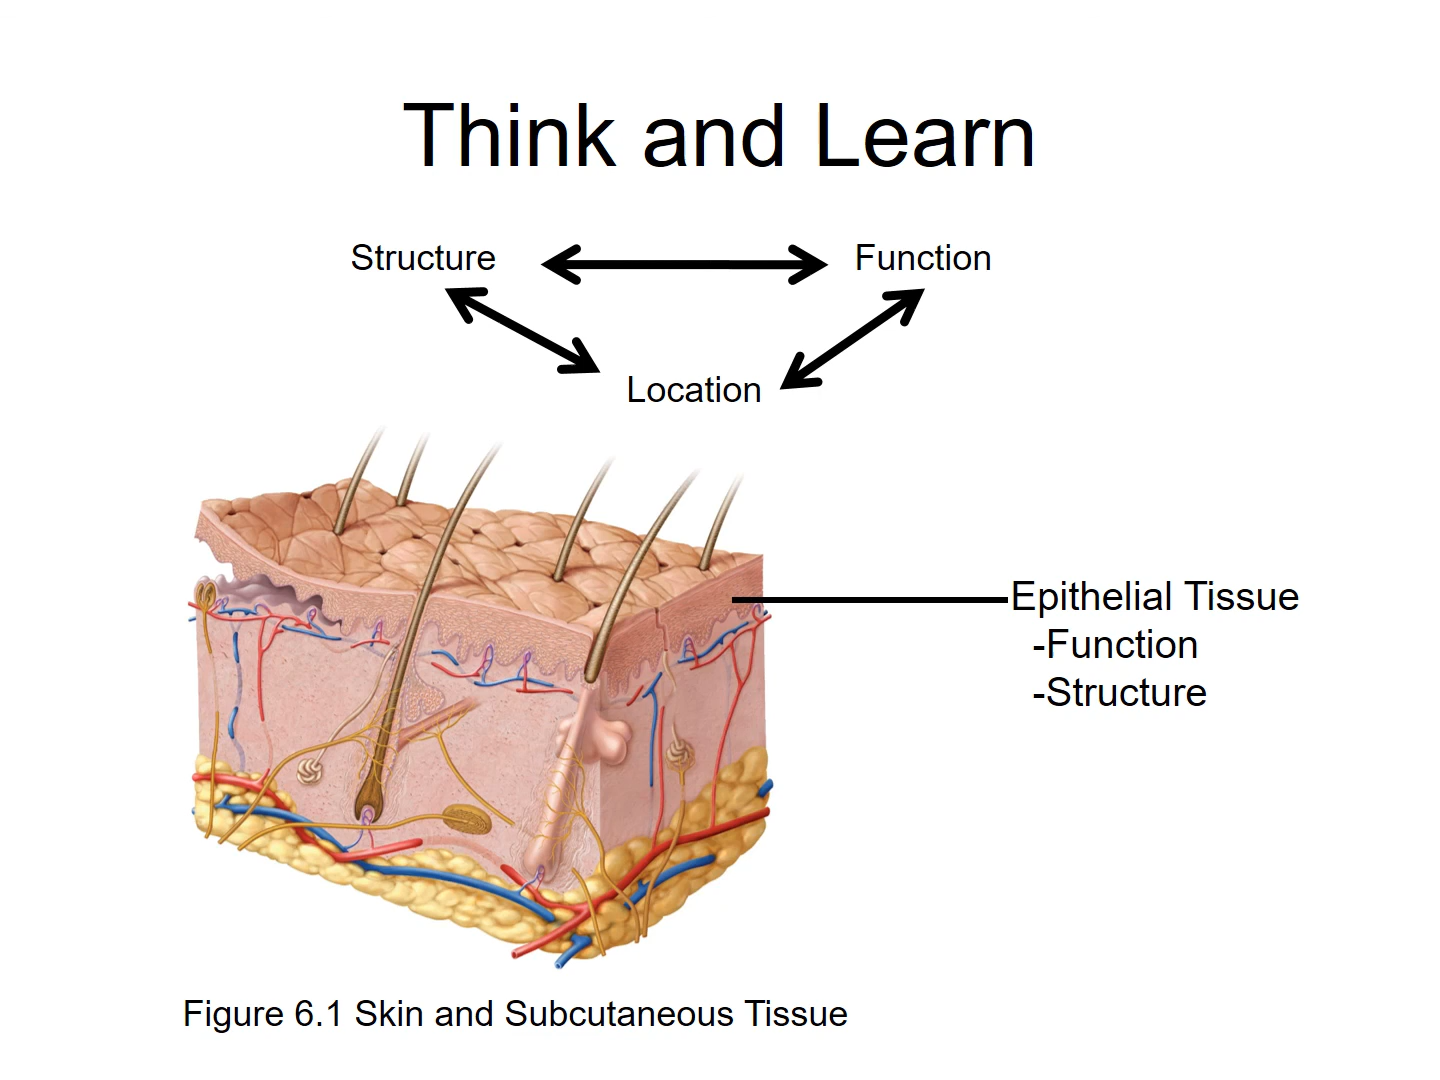 Think and Learn
Structure
Function
Location
Epithelial Tissue
-Function
-Structure
Figure 6.1 Skin and Subcutaneous Tissue